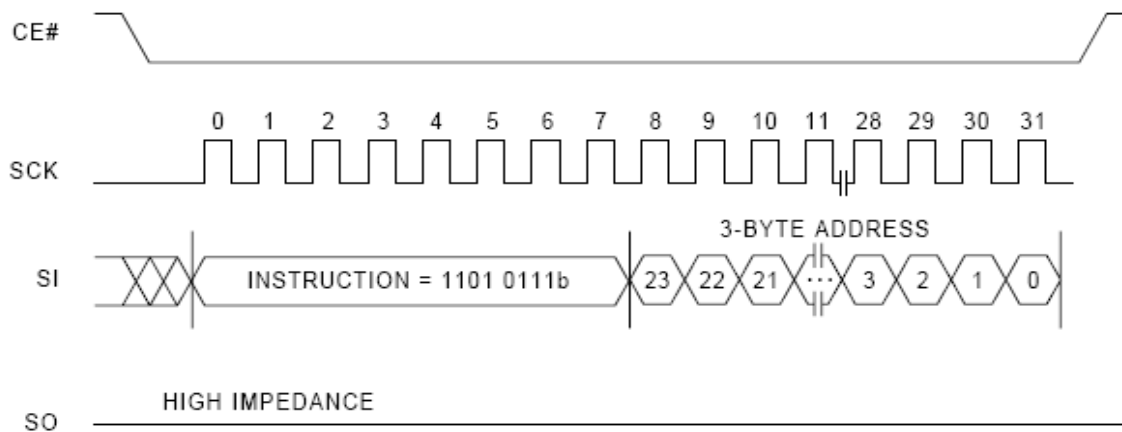 CE#
0 1 2 3 4 5 6 7 8 9 10 11 28 29 30 31
SCK
3-BYTE ADDRESS
SI INSTRUCTION = 1101 0111b 23 22 21 ... 3 2 1 0
HIGH IMPEDANCE
SO